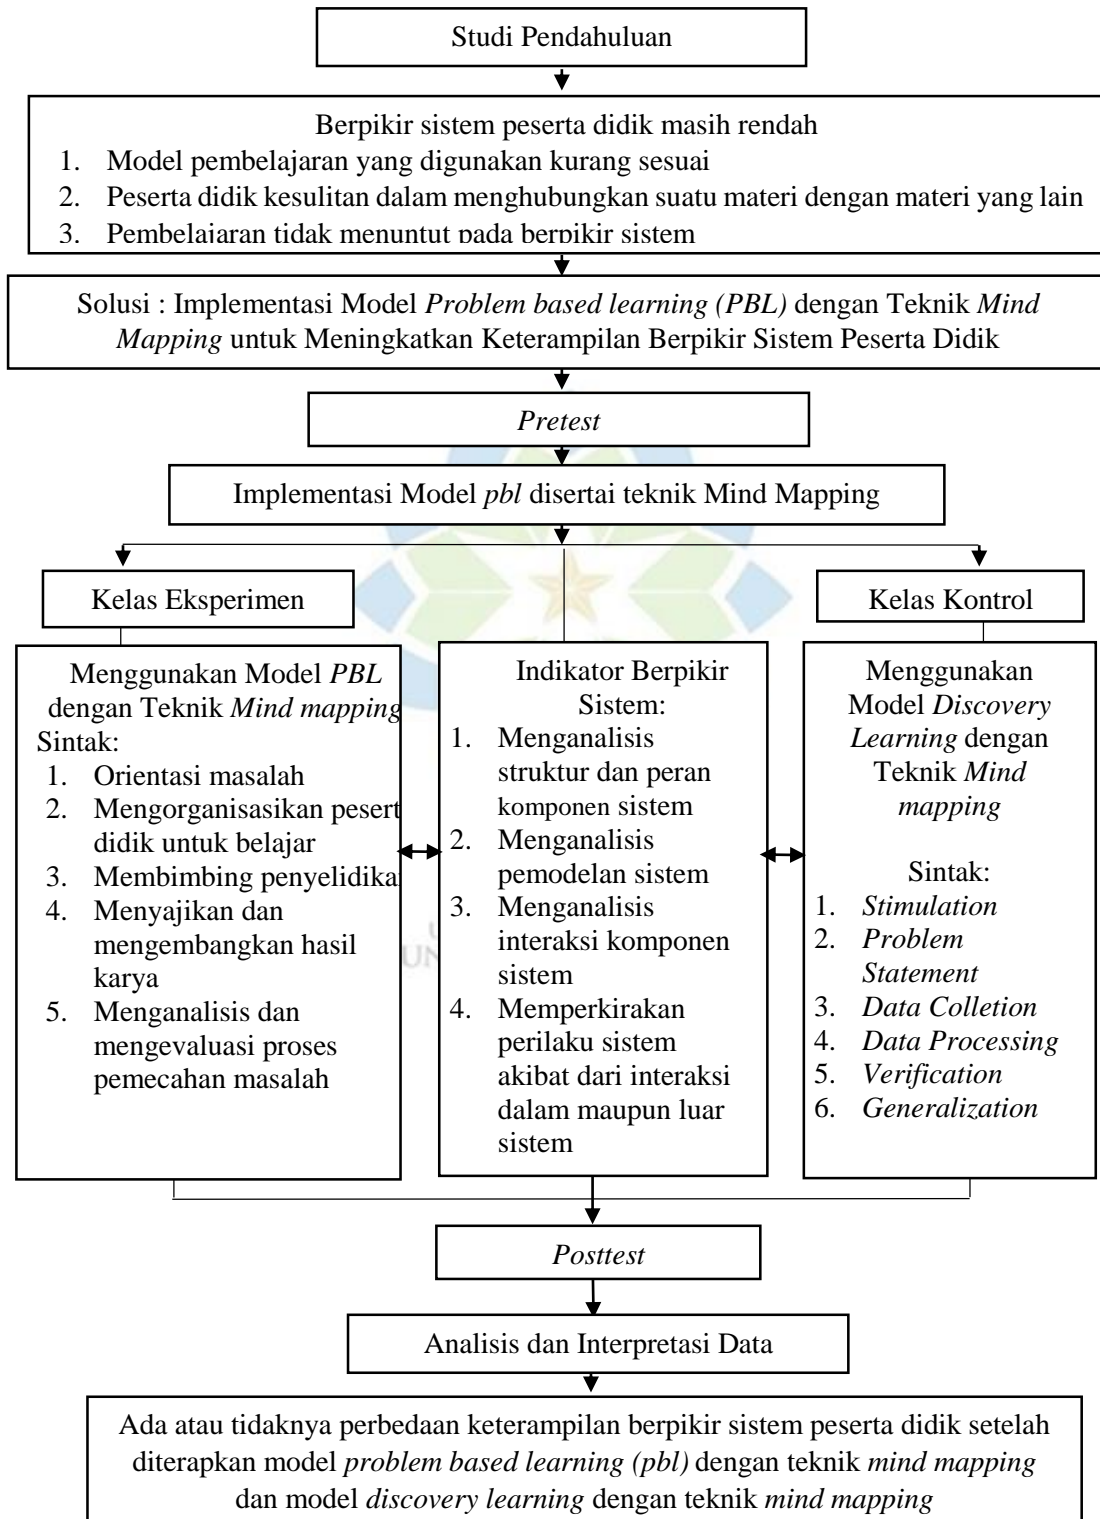 Studi Pendahuluan
Berpikir sistem peserta didik masih rendah
1. Model pembelajaran yang digunakan kurang sesuai
2. Peserta didik kesulitan dalam menghubungkan suatu materi dengan materi yang lain
3. Pembelajaran tidak menuntut pada berpikir sistem
Solusi : Implementasi Model Problem based learning (PBL) dengan Teknik Mind
Mapping untuk Meningkatkan Keterampilan Berpikir Sistem Peserta Didik
Pretest
Implementasi Model pbl disertai teknik Mind Mapping
Kelas Eksperimen
Menggunakan Model PBL
dengan Teknik Mind mapping
Sintak:
1. Orientasi masalah
2. Mengorganisasikan pesert
didik untuk belajar
3. Membimbing penyelidika
4. Menyajikan dan
mengembangkan hasil
karya
5. Menganalisis dan
mengevaluasi proses
pemecahan masalah
Indikator Berpikir
Sistem:
1. Menganalisis
struktur dan peran
komponen sistem
2. Menganalisis
pemodelan sistem
3. Menganalisis
interaksi komponen
sistem
4. Memperkirakan
perilaku sistem
akibat dari interaksi
dalam maupun luar
sistem
Kelas Kontrol
Menggunakan
Model Discovery
Learning dengan
Teknik Mind
mapping
Sintak:
1. Stimulation
2. Problem
Statement
3. Data Colletion
4. Data Processing
5. Verification
6. Generalization
Posttest
Analisis dan Interpretasi Data
Ada atau tidaknya perbedaan keterampilan berpikir sistem peserta didik setelah
diterapkan model problem based learning (pbl) dengan teknik mind mapping
dan model discovery learning dengan teknik mind mapping